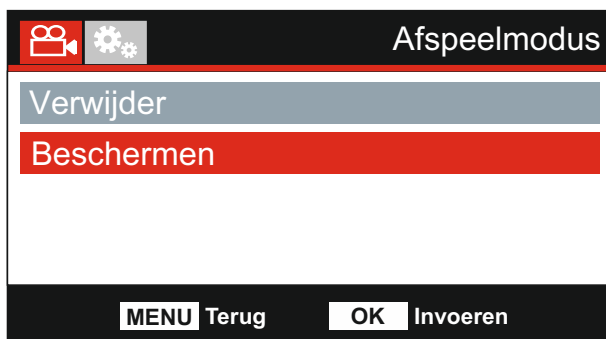 Afspeelmodus
Verwijder
Beschermen
MENU Terug OK Invoeren